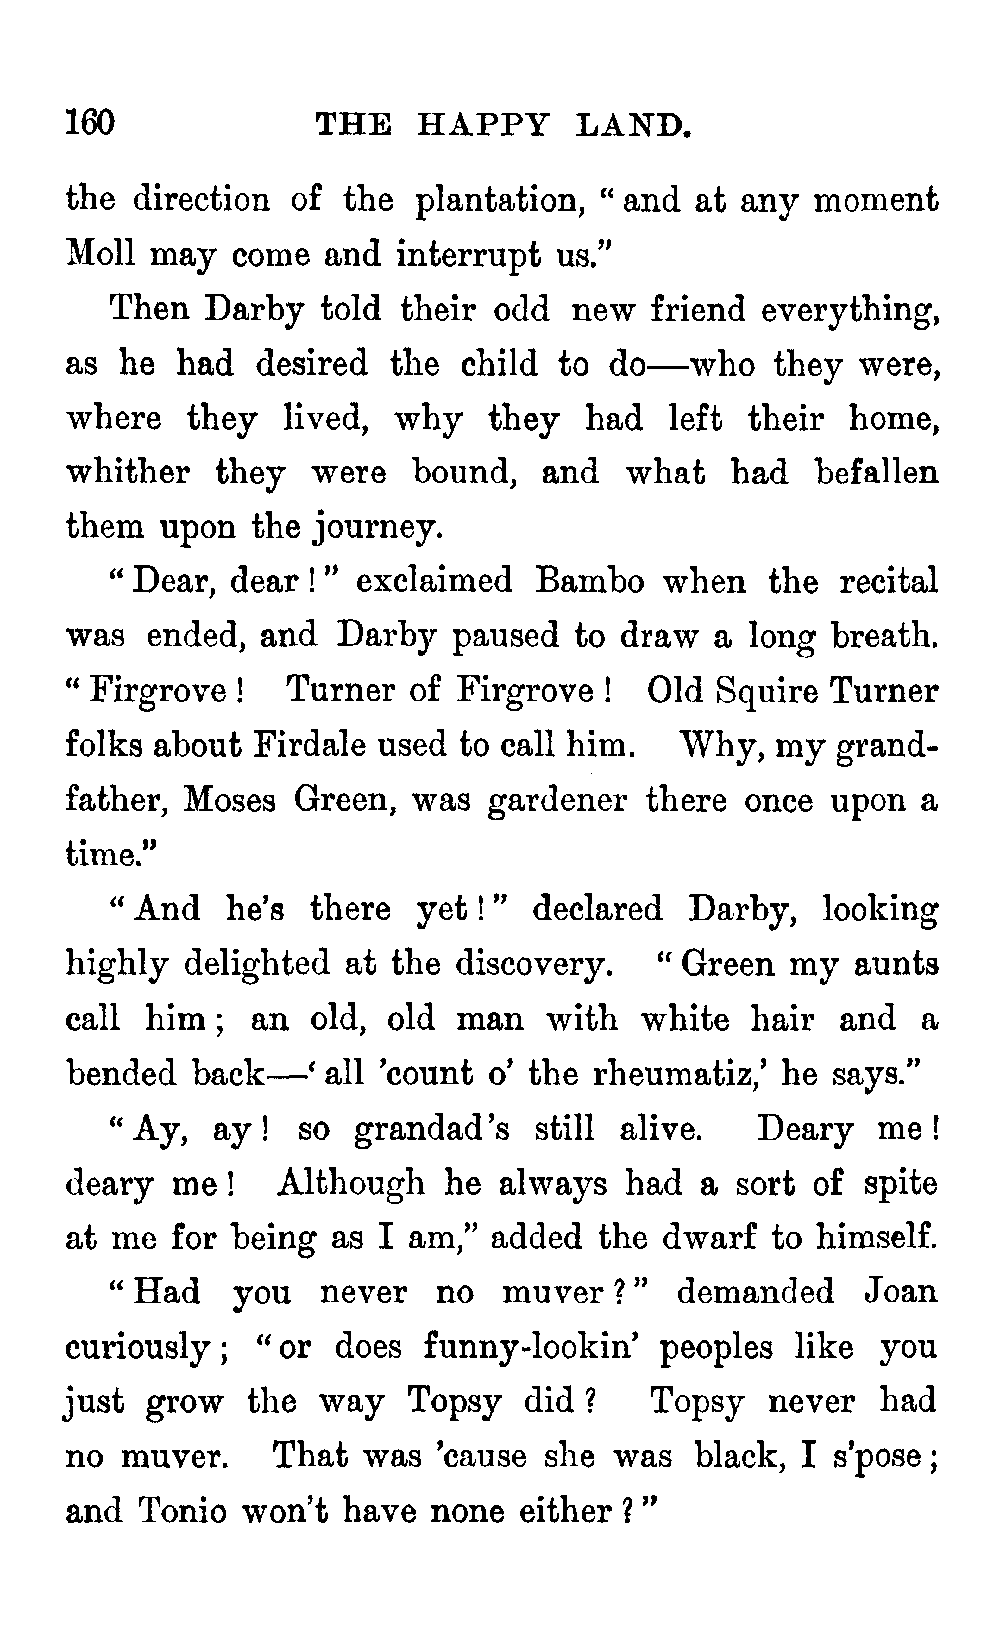 160 THE HAPPY LAND.
the direction of the plantation, “ and at any moment
Moll may come and interrupt us.”
Then Darby told their odd new friend everything,
as he had desired the child to do—who they were,
where they lived, why they had left their home,
whither they were bound, and what had befallen
them upon the journey.
“ Dear, dear ! ” exclaimed Bambo when the recital
was ended, and Darby paused to draw a long breath.
“ Firgrove ! Turner of Firgrove ! Old Squire Turner
folks about Firdale used to call him. Why, my grand-
father, Moses Green, was gardener there once upon a
time.”
“ And he’s there yet ! ” declared Darby, looking
highly delighted at the discovery. “ Green my aunts
call him ; an old, old man with white hair and a
bended back—‘ all ’count o’ the rheumatiz,’ he says.”
“ Ay, ay ! so grandad’s still alive. Deary me !
deary me ! Although he always had a sort of spite
at me for being as I am,” added the dwarf to himself.
“ Had you never no muver ? ” demanded Joan
curiously ; “ or does funny-lookin’ peoples like you
just grow the way Topsy did ? Topsy never had
no muver. That was ’cause she was black, I s’pose ;
and Tonio won’t have none either ? ”